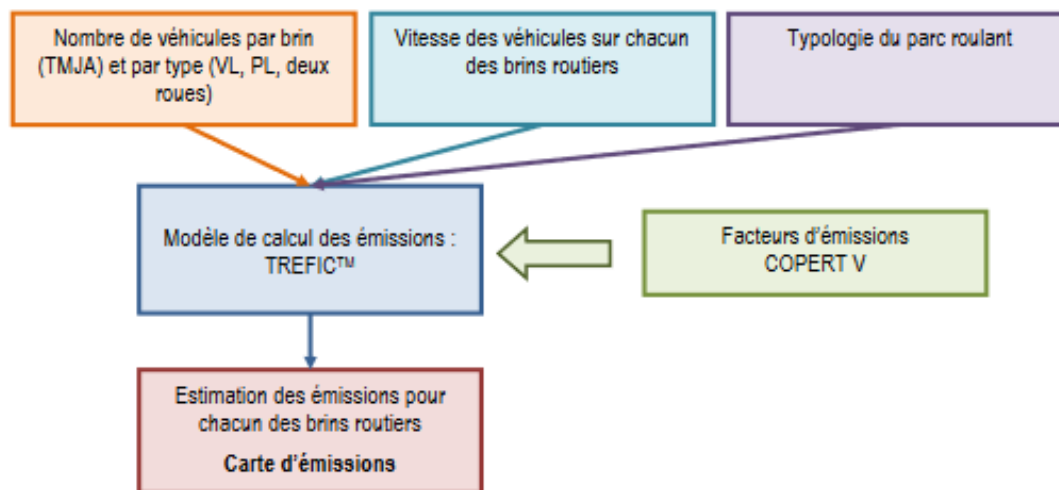 Nombre de véhicules par brin
(TMJA) et par type (VL, PL, deux
roues)
Vitesse des véhicules sur chacun
des brins routiers
Typologie du parc roulant
Modèle de calcul des émissions :
TREFIC™
Facteurs d'émissions
COPERT V
Estimation des émissions pour
chacun des brins routiers
Carte d'émissions